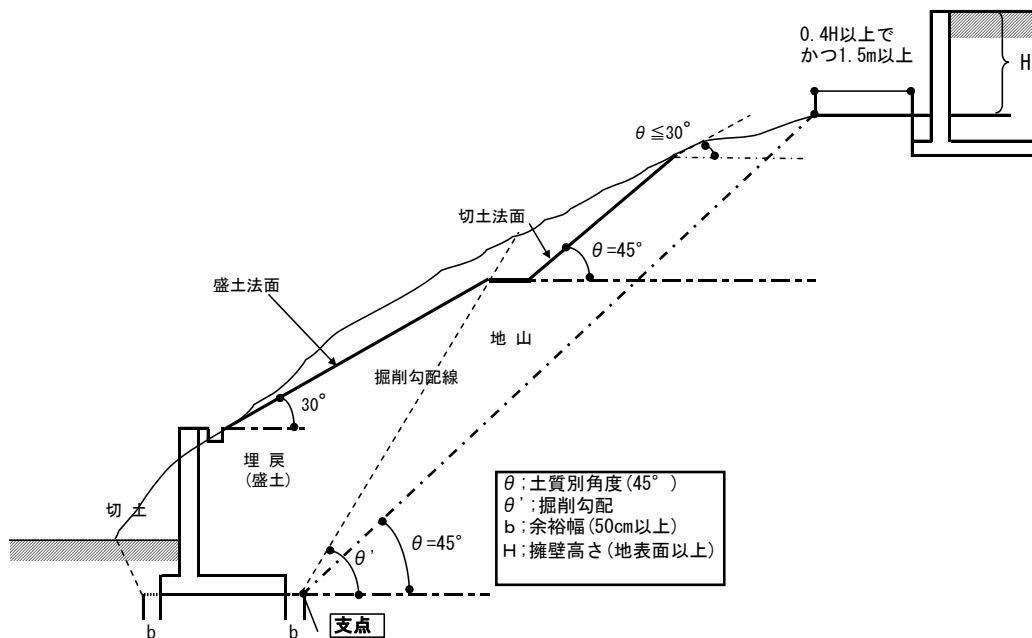 0.4H以上で
かつ1.5m以上
H
θ≦30°
切土法面
θ=45°
盛土法面
地 山
掘削勾配線
30°
埋 戻
(盛土)
切 土
θ'
θ=45°
θ;土質別角度(45°)
θ';掘削勾配
b;余裕幅(50cm以上)
H;擁壁高さ(地表面以上)
支点
b
b